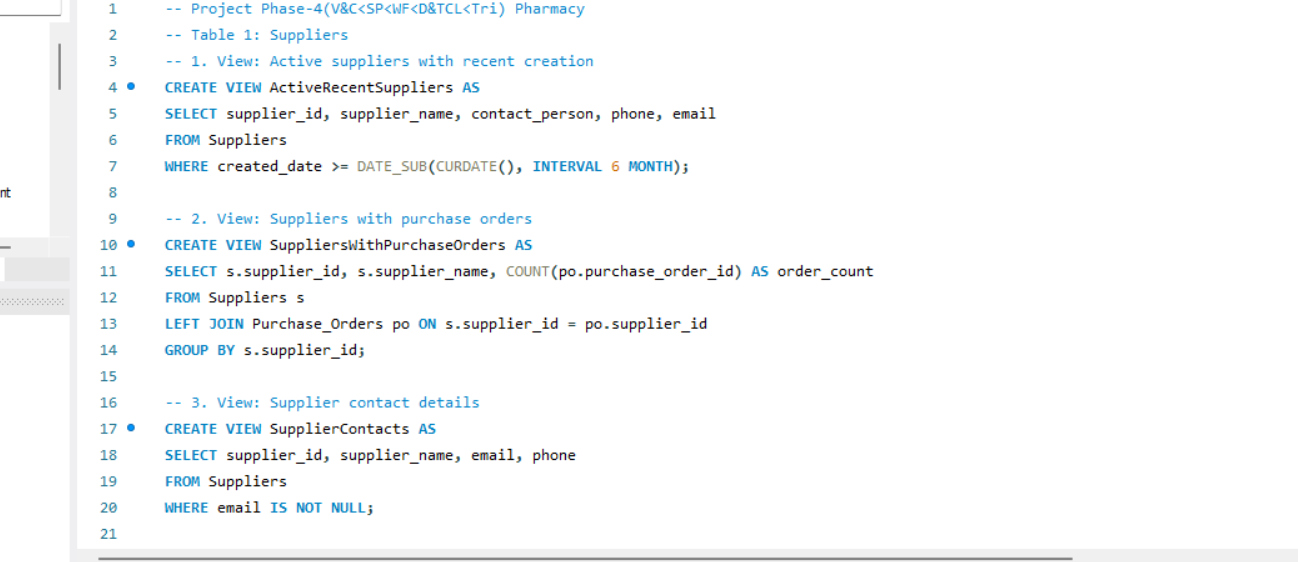 1 -- Project Phase-4(V&C<SP<WF<D&TCL<Tri) Pharmacy
2 -- Table 1: Suppliers
3 -- 1. View: Active suppliers with recent creation
4 CREATE VIEW ActiveRecentSuppliers AS
5 SELECT supplier_id, supplier_name, contact_person, phone, email
6 FROM Suppliers
7 WHERE created_date >= DATE_SUB(CURDATE(), INTERVAL 6 MONTH);
8
9 -- 2. View: Suppliers with purchase orders
10 CREATE VIEW SuppliersWithPurchaseOrders AS
11 SELECT s.supplier_id, s.supplier_name, COUNT(po.purchase_order_id) AS order_count
12 FROM Suppliers s
13 LEFT JOIN Purchase_Orders po ON s.supplier_id = po.supplier_id
14 GROUP BY s.supplier_id;
15
16 -- 3. View: Supplier contact details
17 CREATE VIEW SupplierContacts AS
18 SELECT supplier_id, supplier_name, email, phone
19 FROM Suppliers
20 WHERE email IS NOT NULL;
21